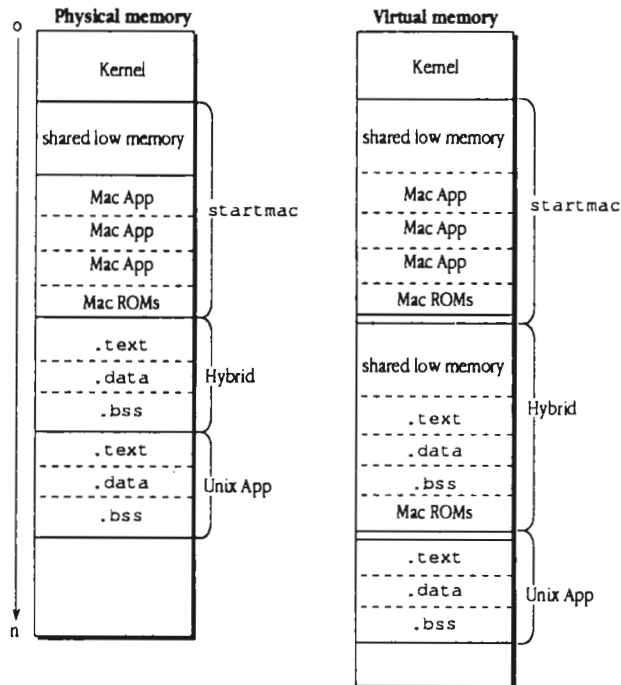 Physical memory
o
Kernel
shared low memory
Mac App
Mac App
Mac App
Mac ROMs
startmac
.text
.data
.bss
Hybrid
.text
.data
.bss
Unix App
n
Virtual memory
Kernel
shared low memory
Mac App
Mac App
Mac App
Mac ROMs
startmac
shared low memory
.text
.data
.bss
Mac ROMs
Hybrid
.text
.data
.bss
Unix App